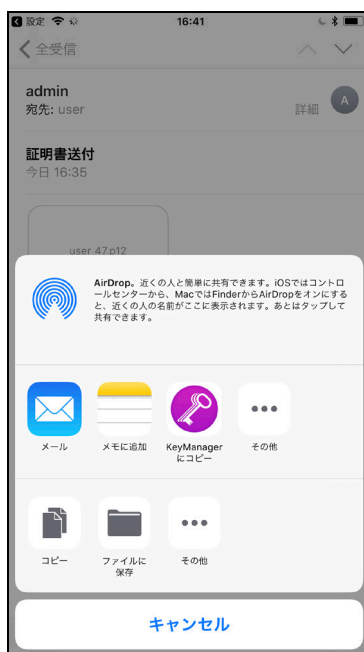 設定
16:41
全受信
admin
宛先: user
詳細
A
証明書送付
今日 16:35
user 47.p12
AirDrop。近くの人と簡単に共有できます。iOSではコントロ
ールセンターから、MacではFinderからAirDropをオンにする
と、近くの人の名前がここに表示されます。あとはタップして
共有できます。
メール
メモに追加
KeyManager
にコピー
その他
コピー
ファイルに
保存
その他
キャンセル